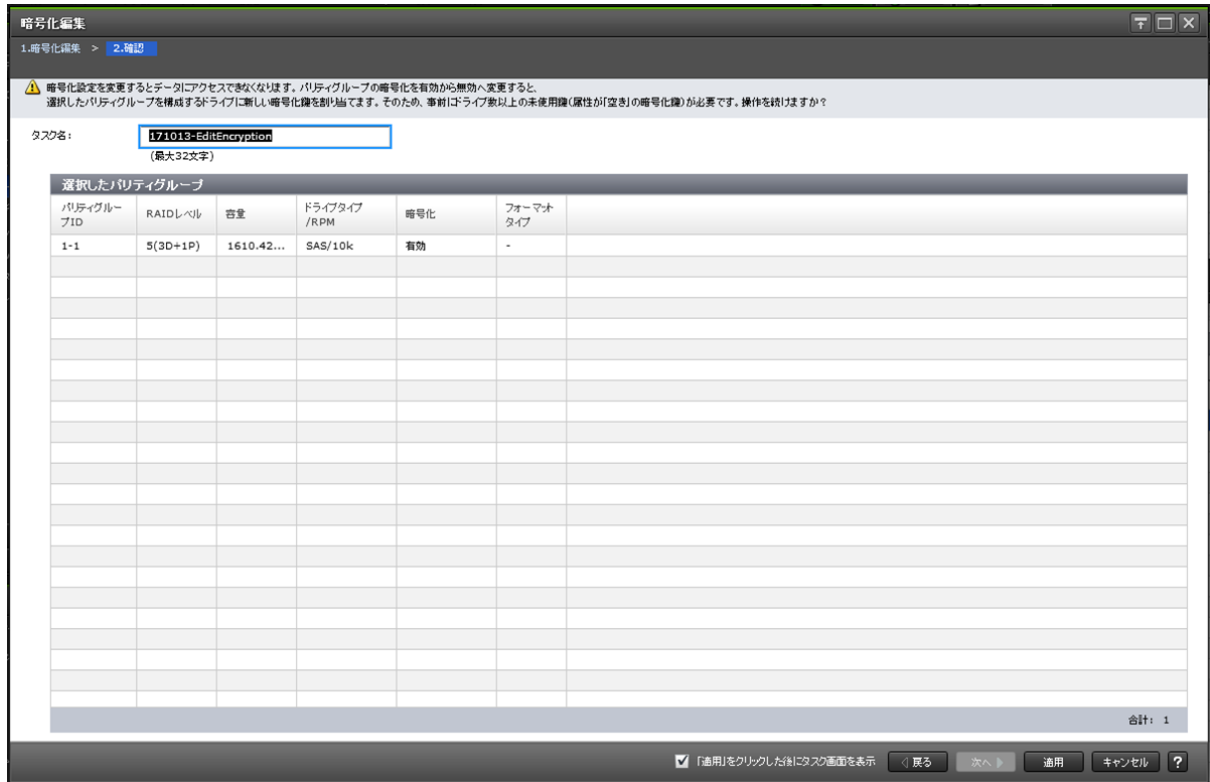 暗号化編集
1.暗号化編集 > 2.確認
暗号化設定を変更するとデータにアクセスできなくなります。パリティグループの暗号化を有効から無効へ変更すると、
選択したパリティグループを構成するドライブに新しい暗号化鍵を割り当てます。そのため、事前にドライブ数以上の未使用鍵(属性が「空き」の暗号化鍵)が必要です。操作を続けますか？
タスク名: 171013-EditEncryption
(最大32文字)
選択したパリティグループ
パリティグルー RAIDレベル 容量 ドライブタイプ 暗号化 フォーマット
プID /RPM タイプ
1-1 5(3D+1P) 1610.42... SAS/10k 有効 -
合計: 1
「適用」をクリックした後にタスク画面を表示 戻る 次へ 適用 キャンセル ?